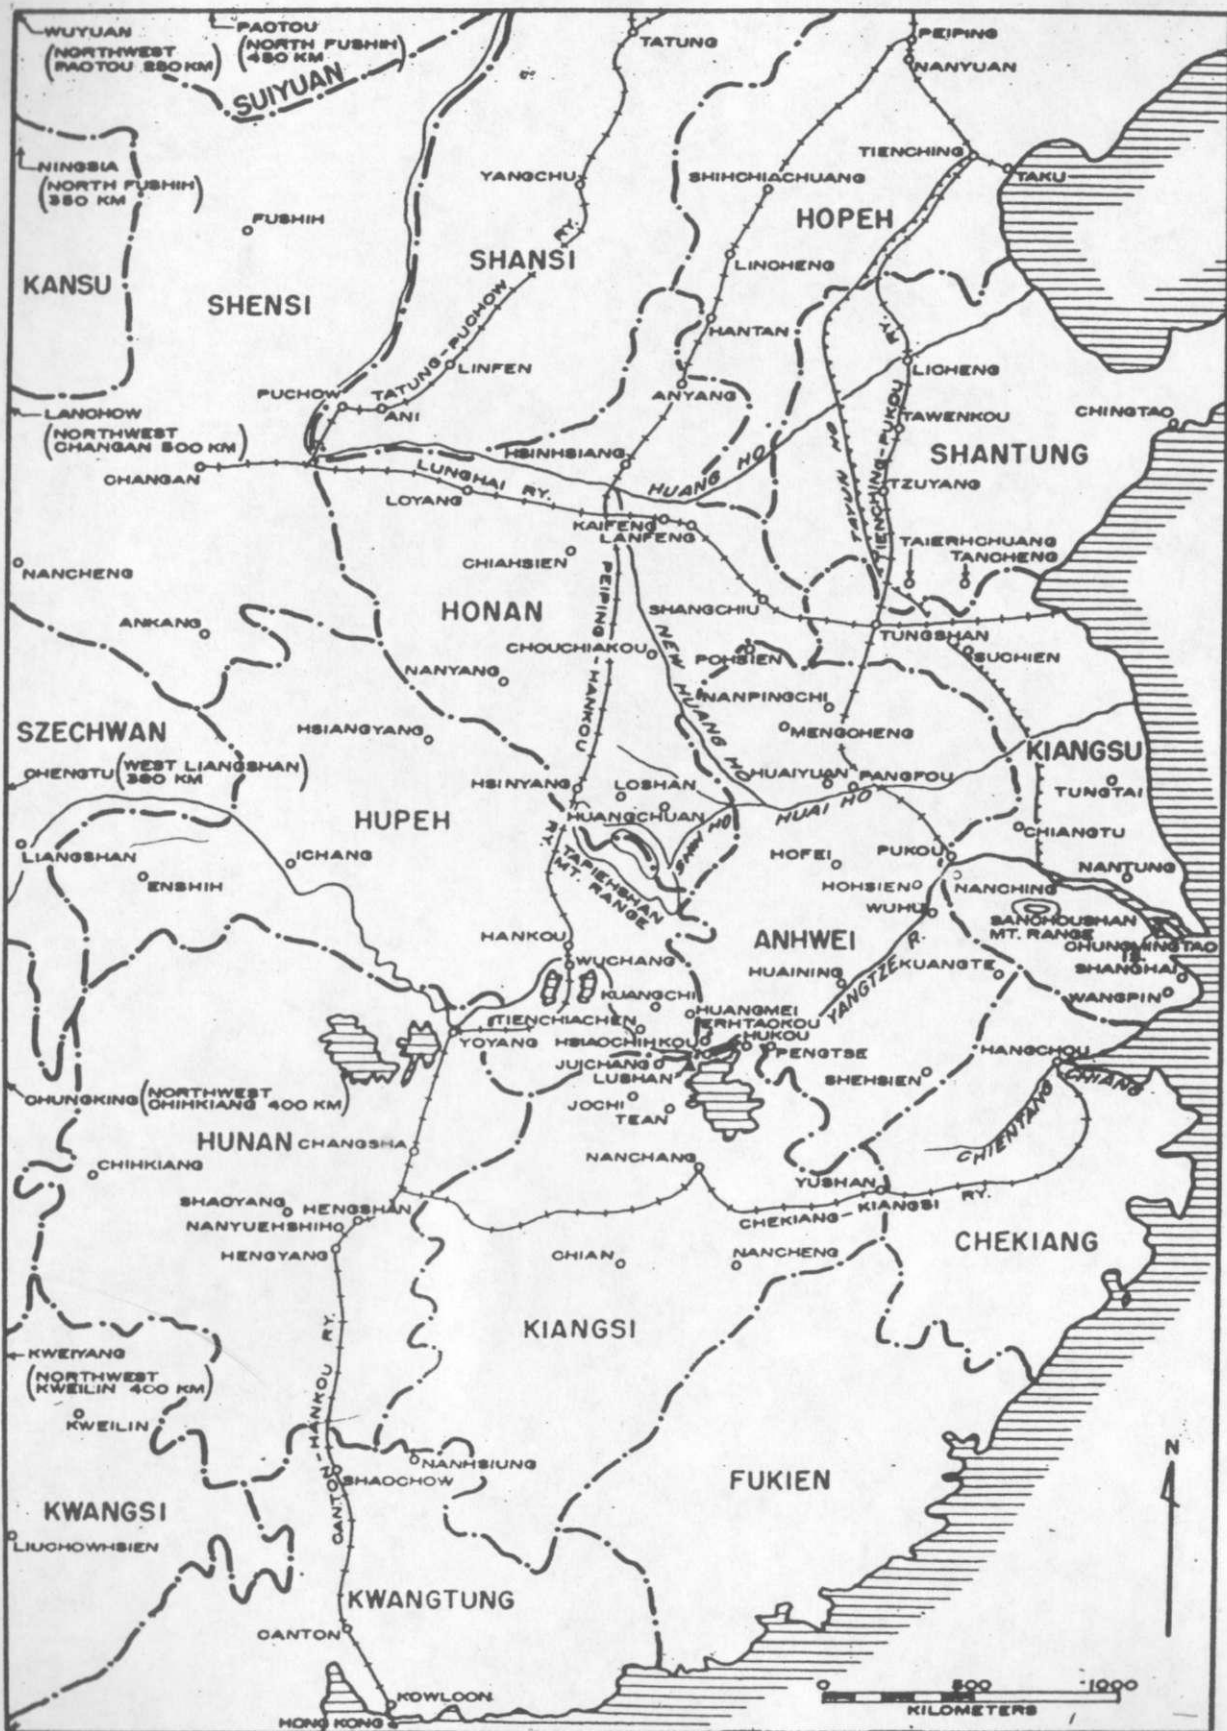 WUYUAN
(NORTHWEST
PAOTOU 250 KM)
PAOTOU
(NORTH FUSHIH)
450 KM
SUIYUAN
TATUNG
PEIPING
NANYUAN
NINGSIA
(NORTH FUSHIH)
350 KM
FUSHIH
YANGCHU
SHIHCHIACHUANG
TIENCHING
TAKU
HOPEH
KANSU
SHENSI
SHANSI
RY.
LINCHENG
HANTAN
RY.
PUCHOW
TATUNG-PUCHOW
LINFEN
ANI
ANYANG
LICHENG
LANCHOW
(NORTHWEST
CHANGAN 500 KM)
TAWENKOU
CHINGTAO
SHANTUNG
CHANGAN
LUNGHAI RY.
LOYANG
HSINHSIANG
HUANG HO
TIENCHING-PUKOU
TZUYANG
KAIFENG
LANFENG
TAIERHCHUANG
TANCHENG
NANCHENG
CHIAHSIEN
HONAN
PEIPING-HANKOU
SHANGCHIU
TUNGSHAN
ANKANG
CHOUCHIAKOU
NEW HUANG HO
POHSIEN
SUCHIEN
NANYANG
NANPINGCHI
SZECHWAN
HSIANGYANG
MENGCHENG
KIANGSU
CHENGTU (WEST LIANGSHAN)
380 KM
HSINYANG
LOSHAN
HUAIYUAN
PANGFOU
TUNGTAI
HUPEH
RY.
HUANGCHUAN
SHIH HO
HUAI HO
CHIANGTU
LIANGSHAN
ICHANG
TAPIEHSHAN
MT. RANGE
HOFEI
PUKOU
NANTUNG
ENSHIH
HOHSIEN
NANCHING
WUHU
SANCHOUSHAN
MT. RANGE
HANKOU
ANHWEI
CHUNGMINGTAO
IS.
WUCHANG
HUAINING
YANGTZE R.
KUANGTE
SHANGHAI
KUANGCHI
WANGPIN
HUANGMEI
TIENCHIACHEN
ERHTAOKOU
YOYANG
HSIAOCHIHKOU
HUKOU
HANGCHOU
JUICHANG
PENGTSE
LUSHAN
SHEHSIEN
CHIENTANG CHIANG
CHUNGKING (NORTHWEST
CHIHKIANG 400 KM)
JOCHI
TEAN
HUNAN
CHANGSHA
NANCHANG
CHIHKIANG
YUSHAN
SHAOYANG
HENGSHAN
CHEKIANG-KIANGSI RY.
NANYUEHSHIH
HENGYANG
CHIAN
NANCHENG
CHEKIANG
KIANGSI
KWEIYANG
(NORTHWEST
KWEILIN 400 KM)
KWEILIN
CANTON-HANKOU RY.
NANHSIUNG
SHAOCHOW
FUKIEN
N
KWANGSI
LIUCHOWHSIEN
KWANGTUNG
CANTON
KOWLOON
HONG KONG
0 500 1000
KILOMETERS